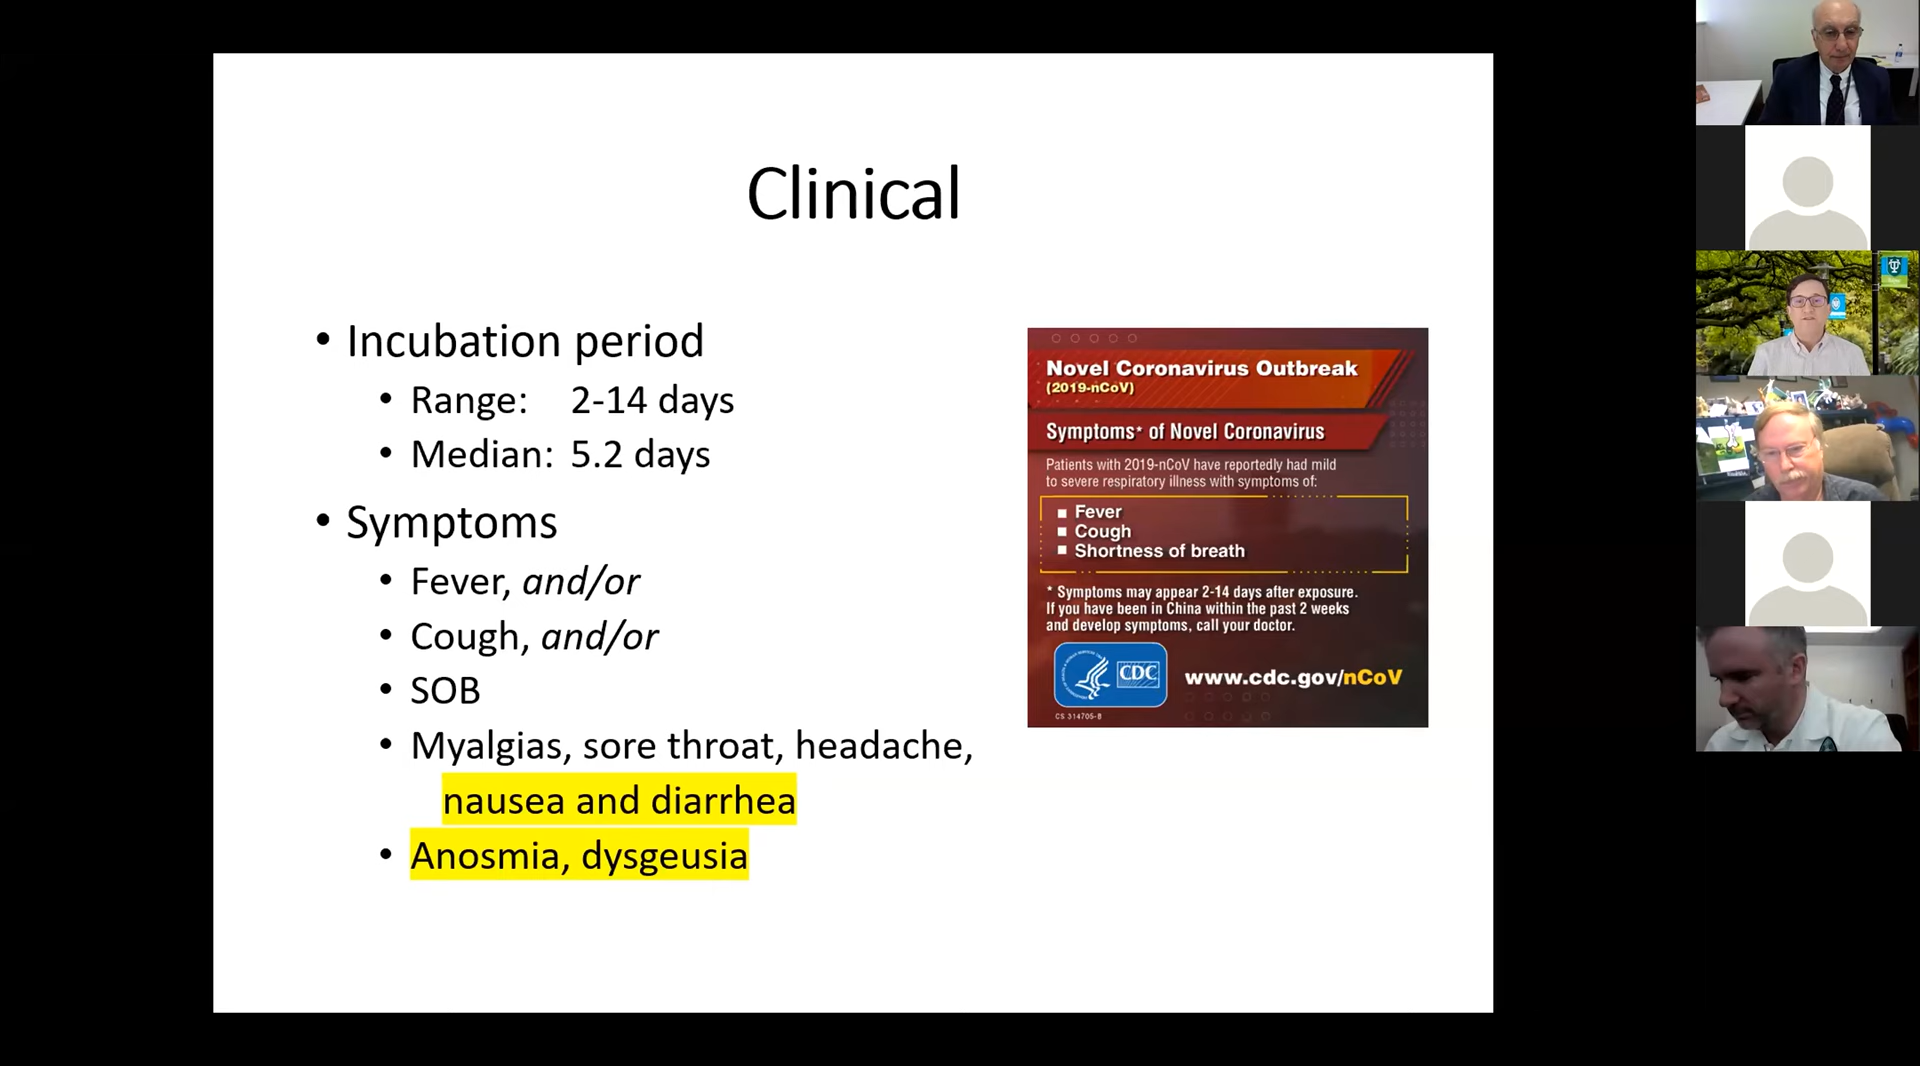 Clinical
• Incubation period
• Range: 2-14 days
• Median: 5.2 days
• Symptoms
• Fever, and/or
• Cough, and/or
• SOB
• Myalgias, sore throat, headache,
nausea and diarrhea
• Anosmia, dysgeusia
Novel Coronavirus Outbreak
(2019-nCoV)
Symptoms* of Novel Coronavirus
Patients with 2019-nCoV have reportedly had mild
to severe respiratory illness with symptoms of:
Fever
Cough
Shortness of breath
* Symptoms may appear 2-14 days after exposure.
If you have been in China within the past 2 weeks
and develop symptoms, call your doctor.
CDC
www.cdc.gov/nCoV
CS 314705-B